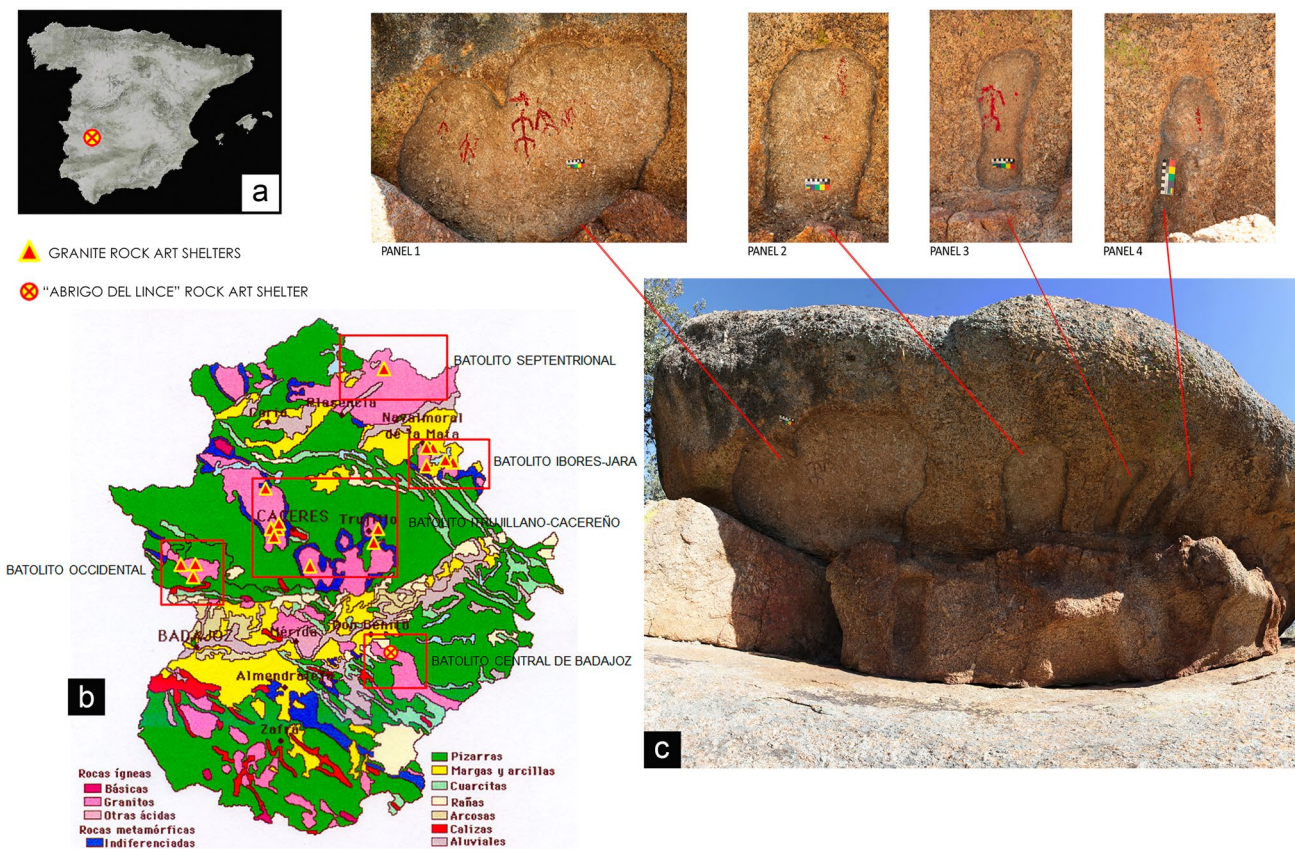 a
GRANITE ROCK ART SHELTERS
“ABRIGO DEL LINCE” ROCK ART SHELTER
PANEL 1
PANEL 2
PANEL 3
PANEL 4
BATOLITO SEPTENTRIONAL
Plasencia
Coria
Navalmoral
de la Mata
BATOLITO IBORES-JARA
CACERES
Trujillo
BATOLITO ITRUJILLANO-CACEREÑO
BATOLITO OCCIDENTAL
BADAJOZ
Mérida
Don Benito
BATOLITO CENTRAL DE BADAJOZ
Almendralejo
b
Zafra
Rocas ígneas
Básicas
Granitos
Otras ácidas
Rocas metamórficas
Indiferenciadas
Pizarras
Margas y arcillas
Cuarcitas
Rañas
Arcosas
Calizas
Aluviales
c